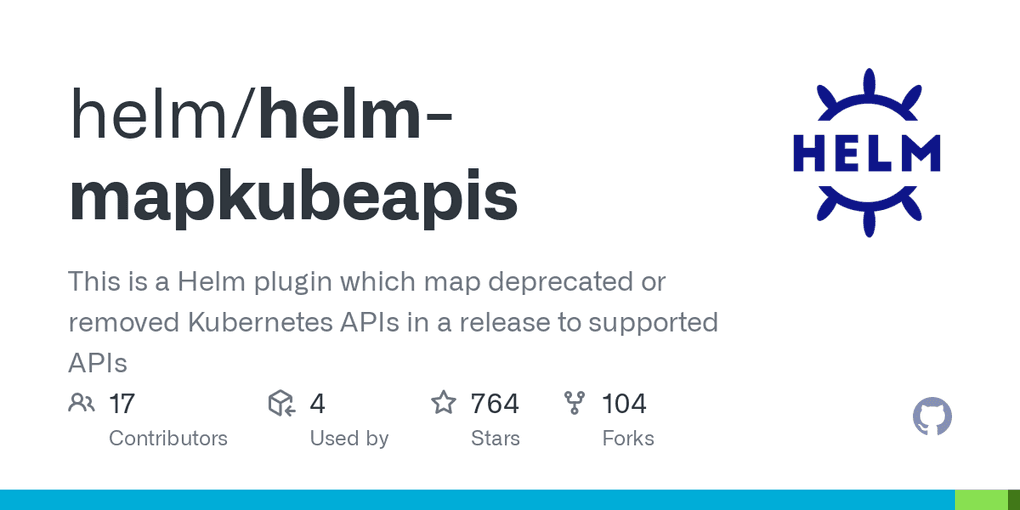 helm/helm-
mapkubeapis
HELM
This is a Helm plugin which map deprecated or
removed Kubernetes APIs in a release to supported
APIs
17
Contributors
4
Used by
764
Stars
104
Forks